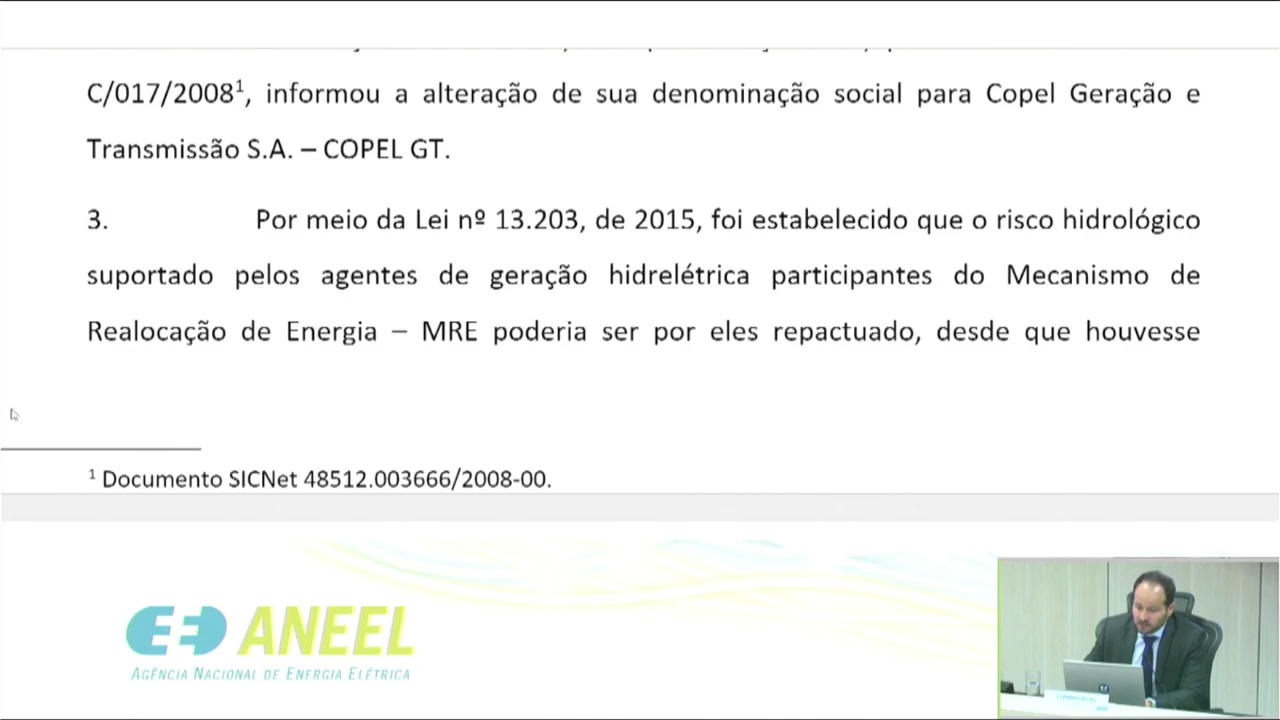 C/017/2008¹, informou a alteração de sua denominação social para Copel Geração e
Transmissão S.A. – COPEL GT.
3. Por meio da Lei nº 13.203, de 2015, foi estabelecido que o risco hidrológico
suportado pelos agentes de geração hidrelétrica participantes do Mecanismo de
Realocação de Energia – MRE poderia ser por eles repactuado, desde que houvesse
¹ Documento SICNet 48512.003666/2008-00.
ANEEL
AGÊNCIA NACIONAL DE ENERGIA ELÉTRICA